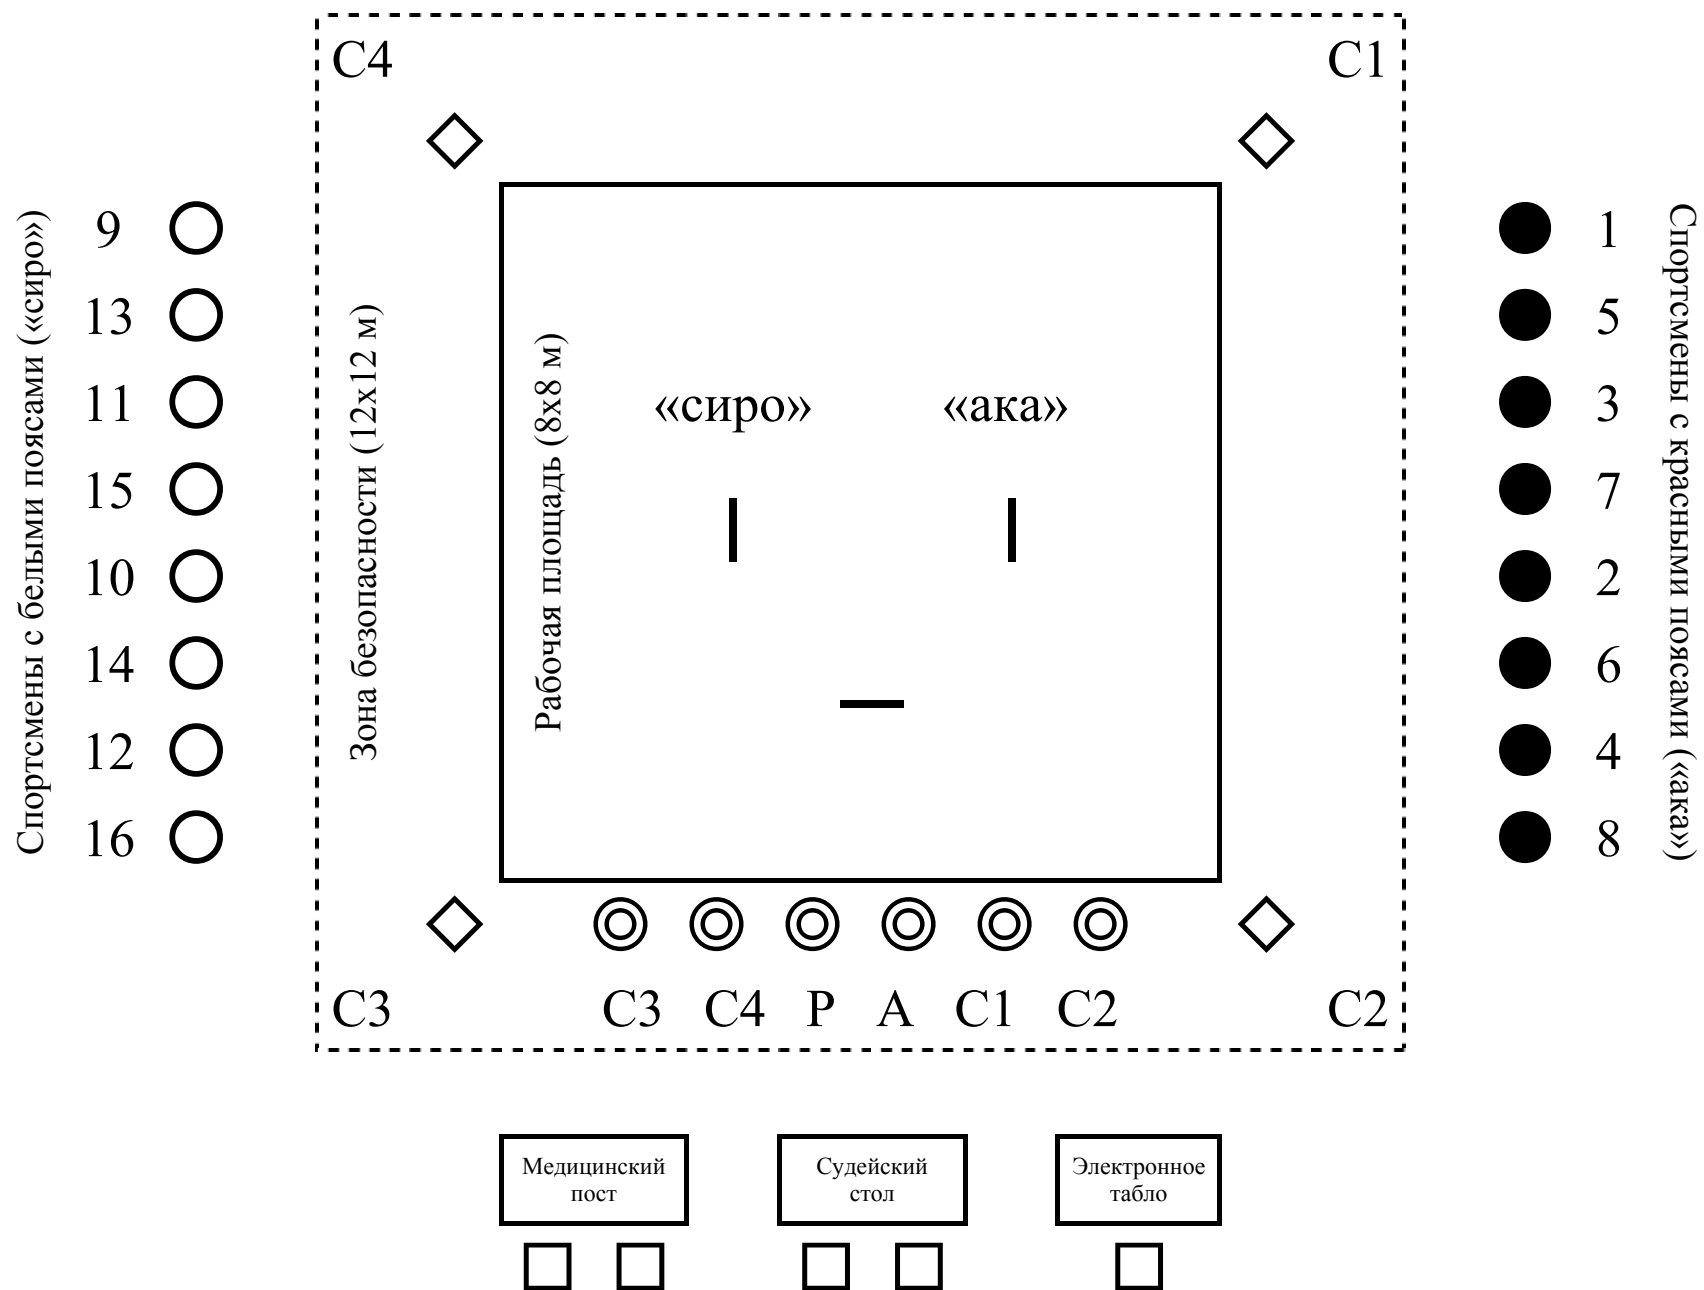 С4
С1
Спортсмены с белыми поясами («сиро»)
9
13
11
15
10
14
12
16
Зона безопасности (12х12 м)
Рабочая площадь (8х8 м)
«сиро»
«ака»
1
5
3
7
2
6
4
8
Спортсмены с красными поясами («ака»)
С3
С3
С4
Р
А
С1
С2
С2
Медицинский
пост
Судейский
стол
Электронное
табло